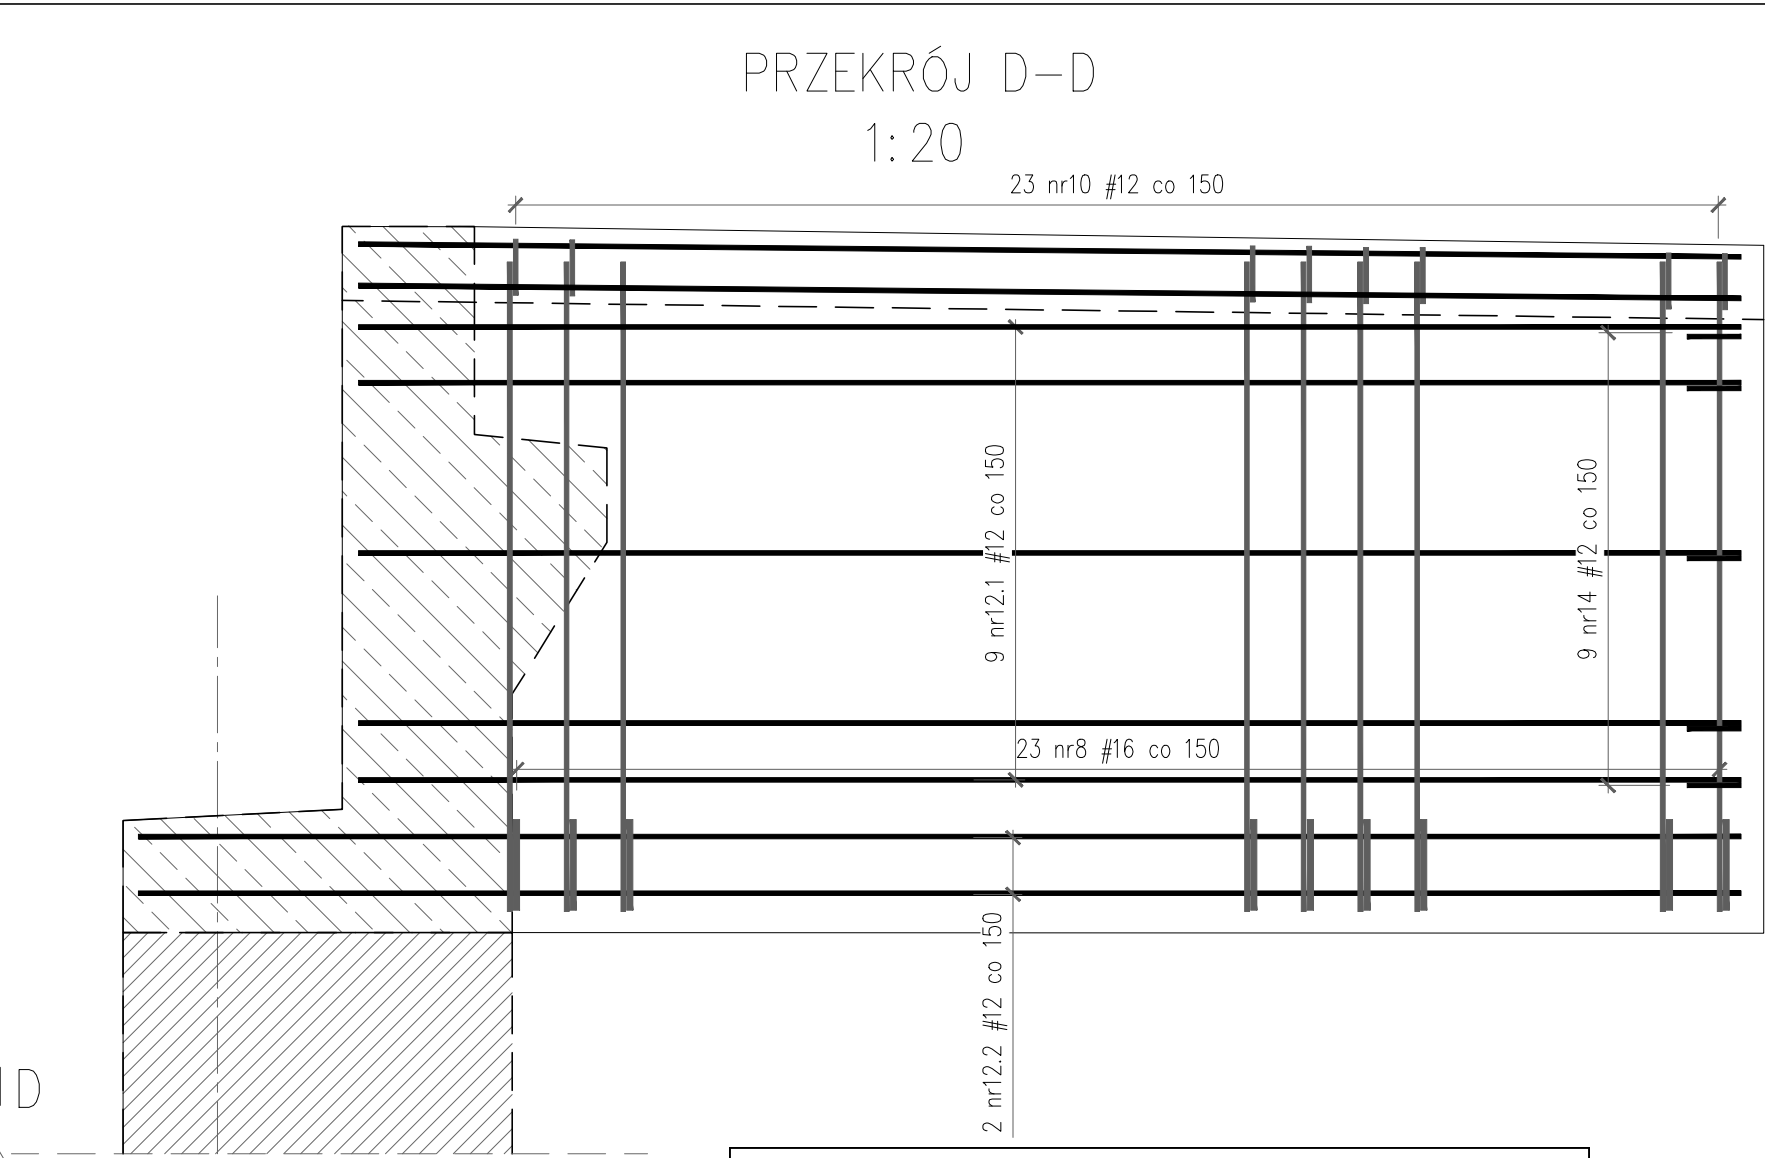 PRZEKRÓJ D-D
1:20
23 nr10 #12 co 150
9 nr12.1 #12 co 150
9 nr14 #12 co 150
23 nr8 #16 co 150
2 nr12.2 #12 co 150
D